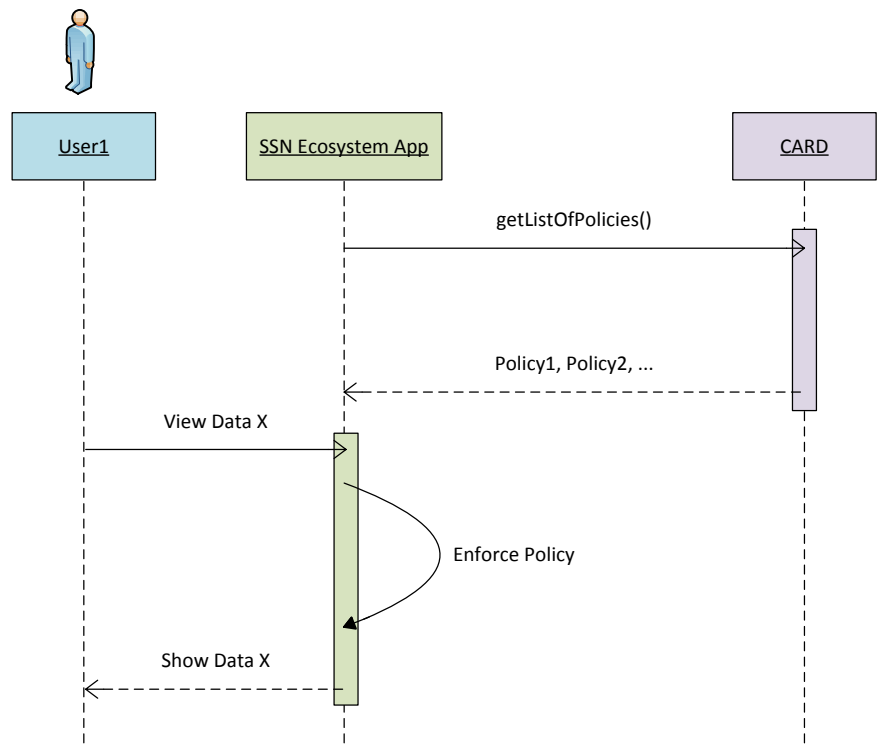 User1
SSN Ecosystem App
CARD
getListOfPolicies()
Policy1, Policy2, ...
View Data X
Enforce Policy
Show Data X